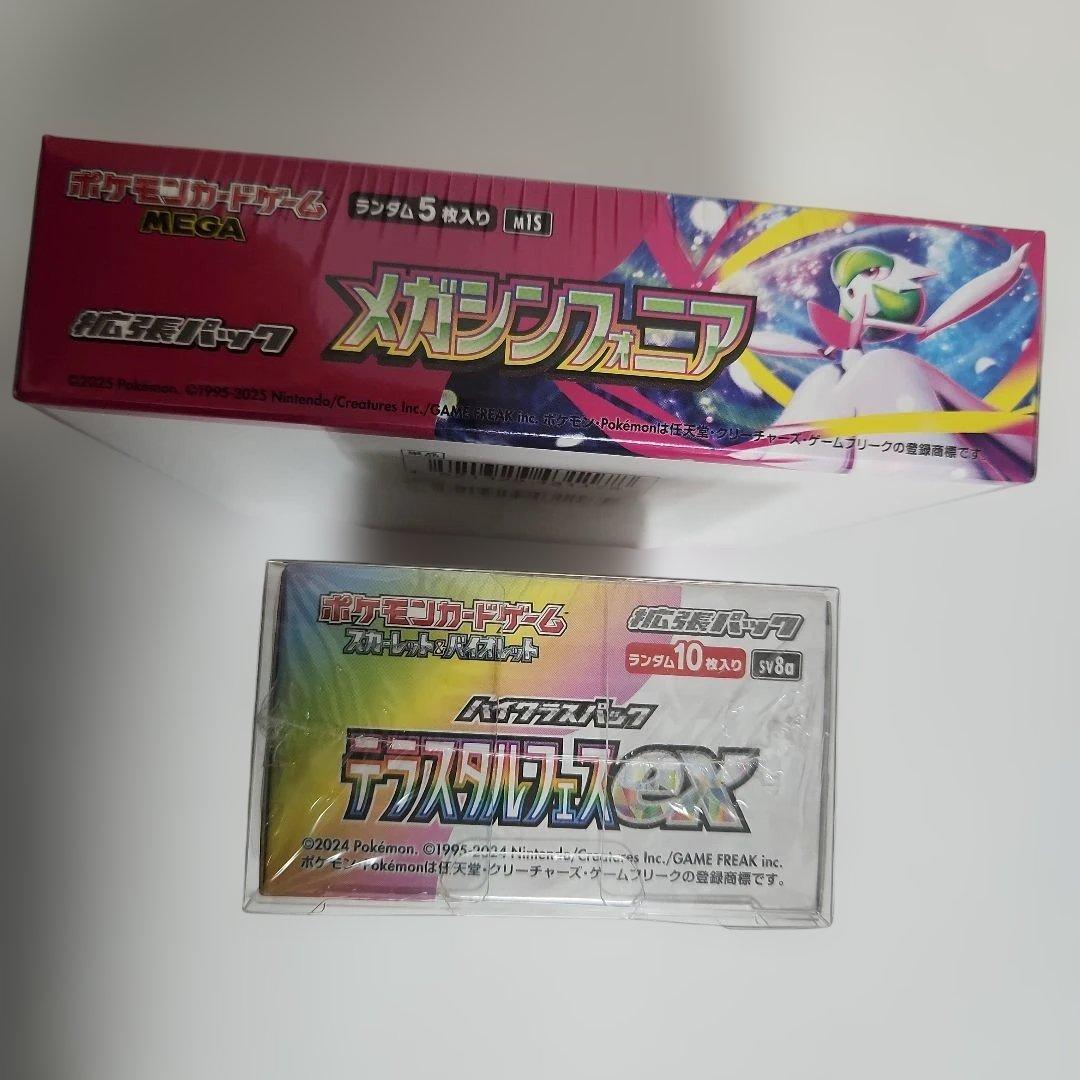 ポケモンカードゲーム
MEGA
ランダム5枚入り M1S
拡張パック
メガシンフォニア
©2025 Pokémon. ©1995-2025 Nintendo/Creatures Inc./GAME FREAK inc. ポケモン・Pokémonは任天堂・クリーチャーズ・ゲームフリークの登録商標です。
ポケモンカードゲーム
スカーレット&バイオレット
拡張パック
ランダム10枚入り SV8a
ハイクラスパック
テラスタルフェスex
©2024 Pokémon. ©1995-2024 Nintendo/Creatures Inc./GAME FREAK inc.
ポケモン・Pokémonは任天堂・クリーチャーズ・ゲームフリークの登録商標です。